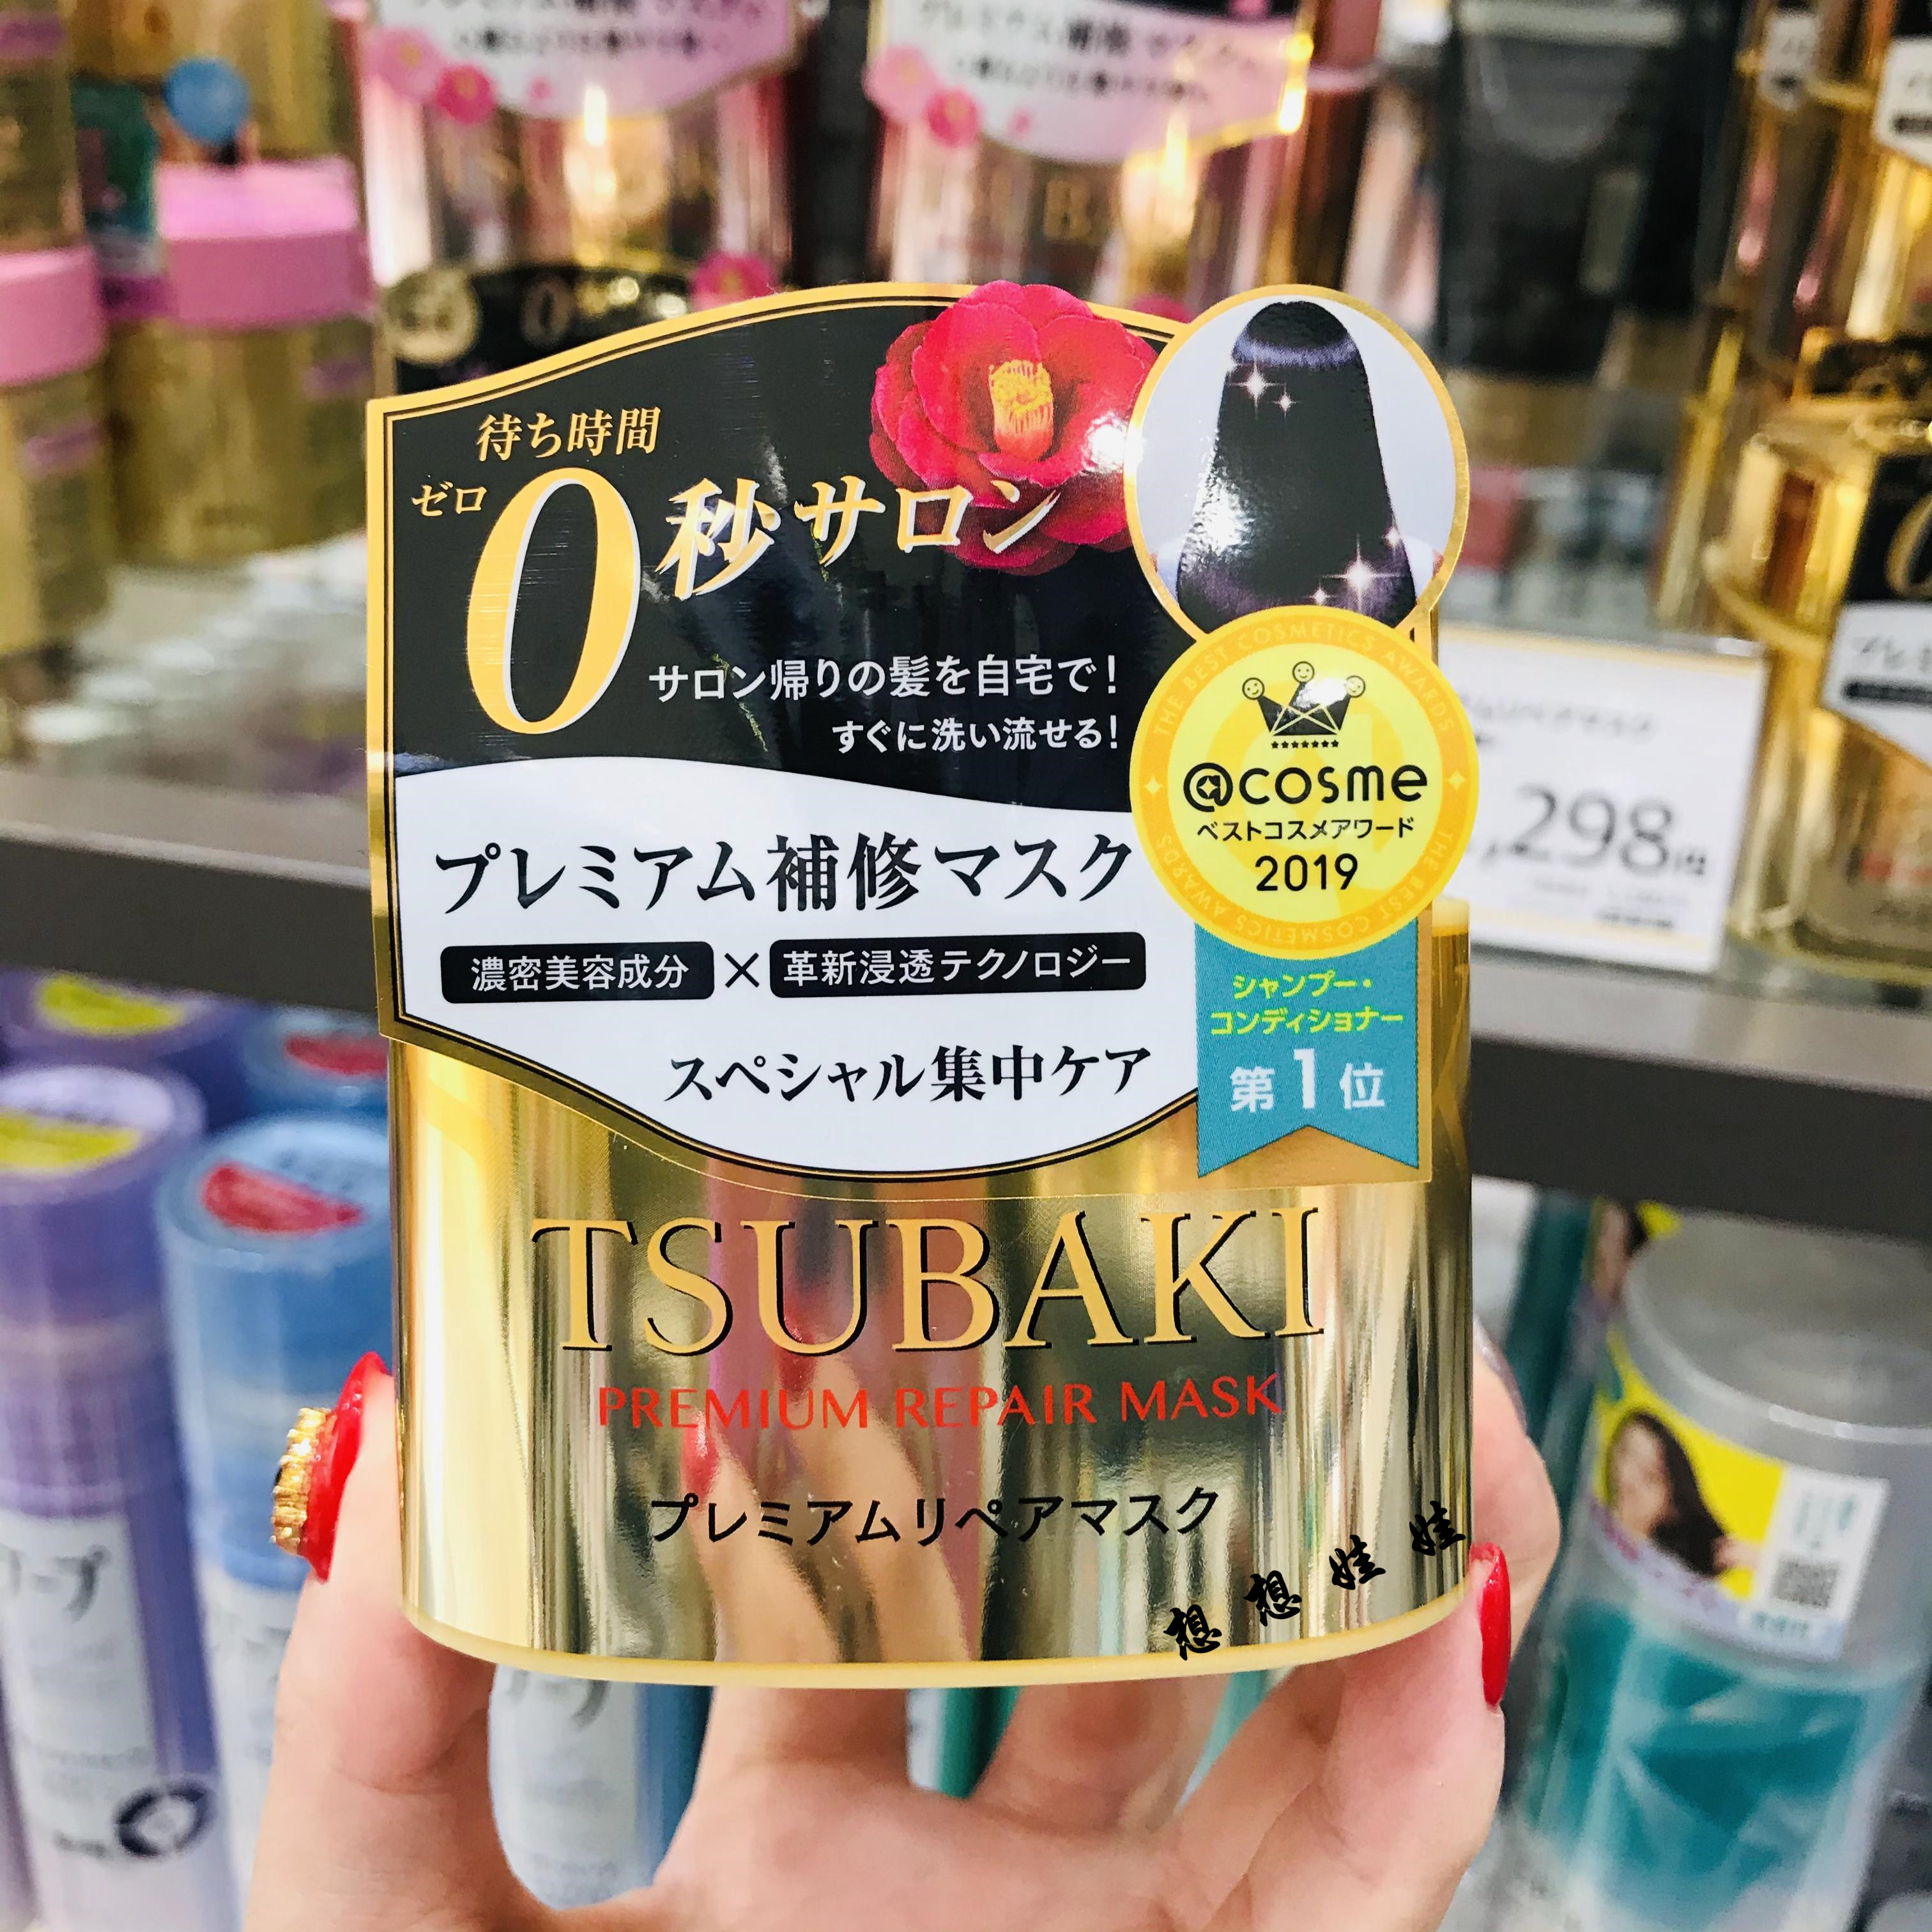 待ち時間
ゼロ
0秒サロン
サロン帰りの髪を自宅で!
すぐに洗い流せる!
THE BEST COSMETICS AWARDS
@cosme
ベストコスメアワード
2019
THE BEST COSMETICS AWARDS
シャンプー・
コンディショナー
第1位
プレミアム補修マスク
濃密美容成分×革新浸透テクノロジー
スペシャル集中ケア
TSUBAKI
PREMIUM REPAIR MASK
プレミアムリペアマスク
想想娃娃
298